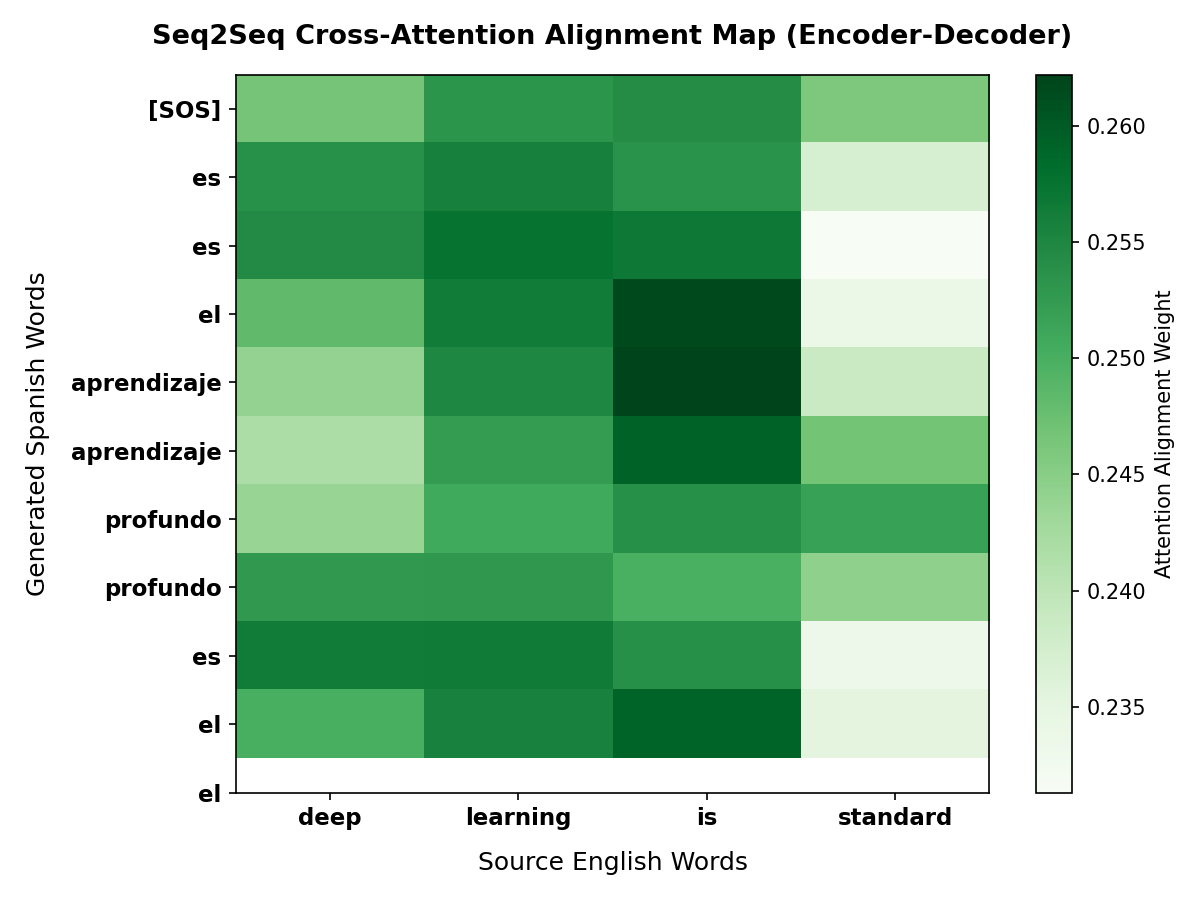 Seq2Seq Cross-Attention Alignment Map (Encoder-Decoder)
Generated Spanish Words
[SOS]
es
es
el
aprendizaje
aprendizaje
profundo
profundo
es
el
el
deep learning is standard
Source English Words
0.260
0.255
0.250
0.245
0.240
0.235
Attention Alignment Weight